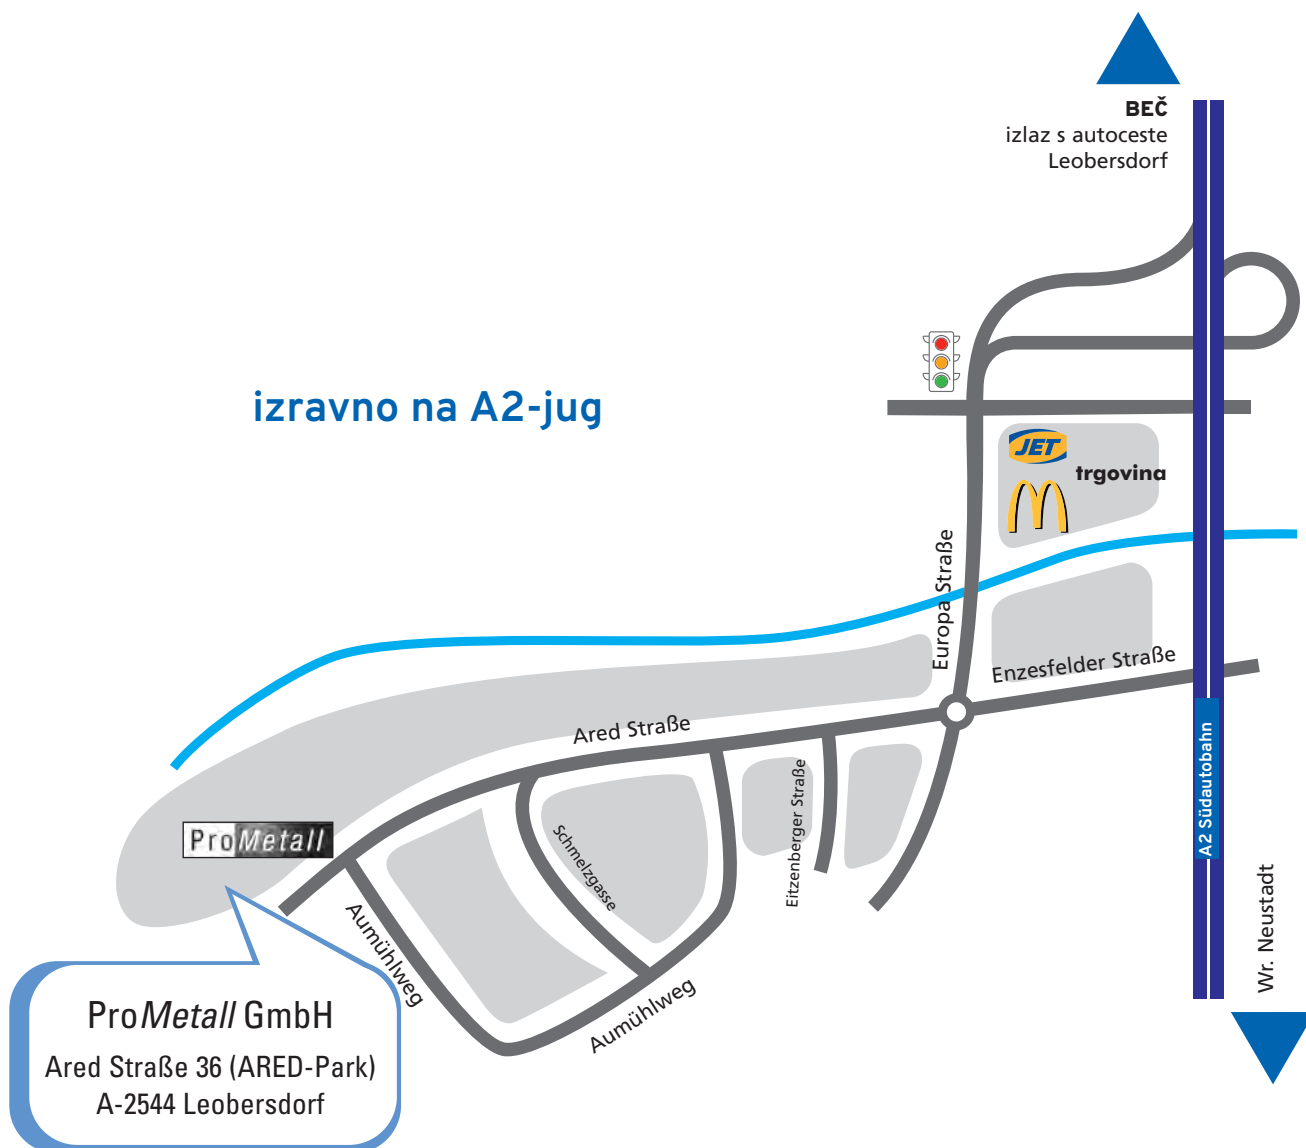 BEČ
izlaz s autoceste
Leobersdorf
izravno na A2-jug
JET
trgovina
Europa Straße
Enzesfelder Straße
Ared Straße
A2 Südautobahn
Eitzenberger Straße
Schmelzgasse
ProMetall
Wr. Neustadt
Aumühlweg
Aumühlweg
ProMetall GmbH
Ared Straße 36 (ARED-Park)
A-2544 Leobersdorf